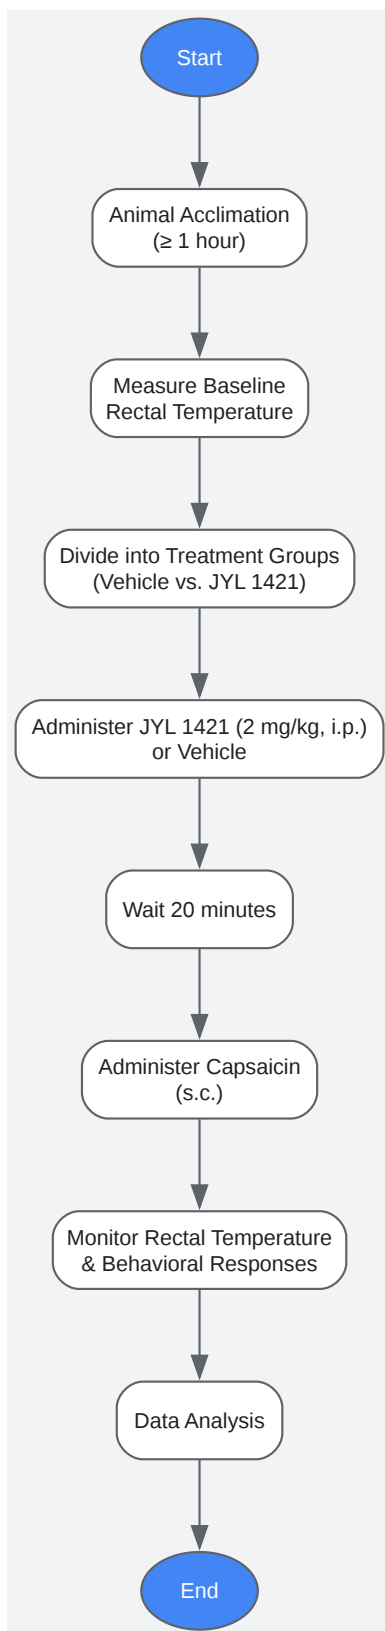 Start
Animal Acclimation
(≥ 1 hour)
Measure Baseline
Rectal Temperature
Divide into Treatment Groups
(Vehicle vs. JYL 1421)
Administer JYL 1421 (2 mg/kg, i.p.)
or Vehicle
Wait 20 minutes
Administer Capsaicin
(s.c.)
Monitor Rectal Temperature
& Behavioral Responses
Data Analysis
End